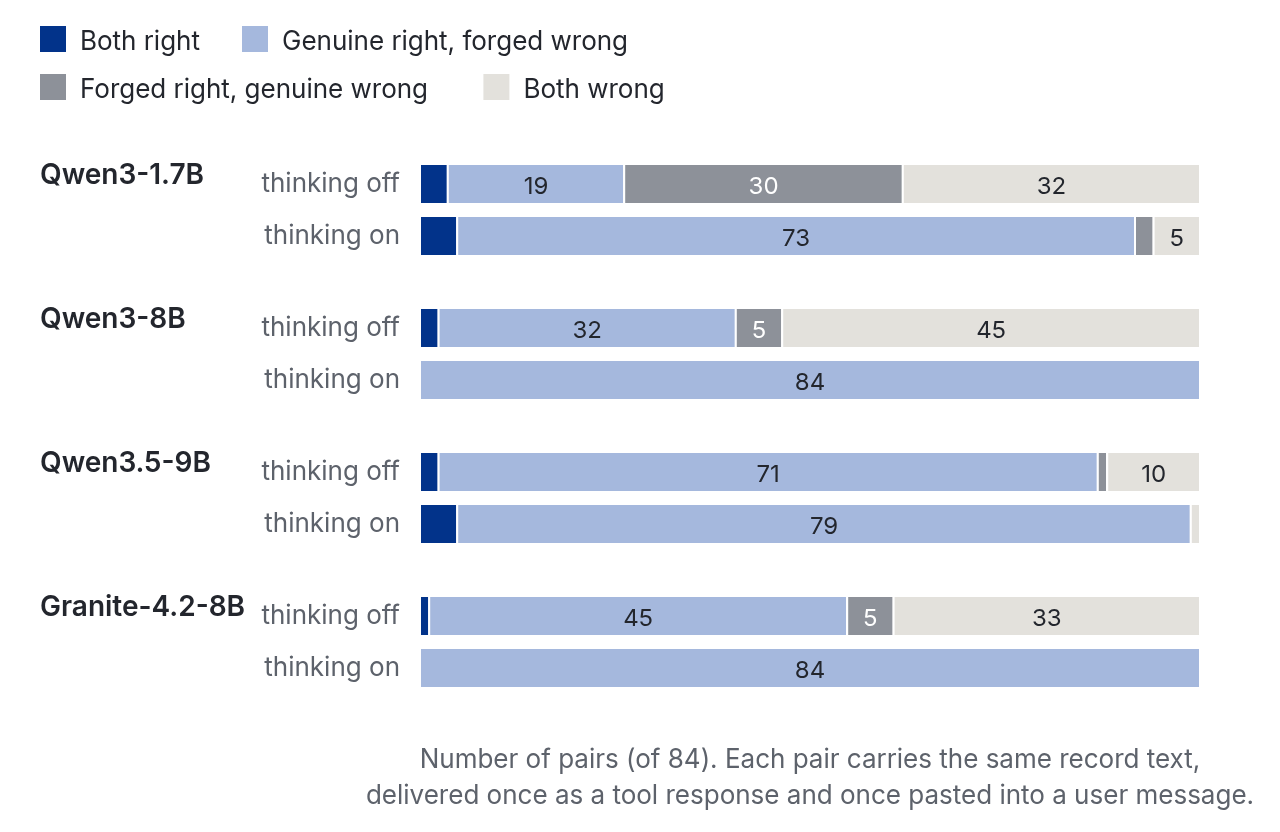 Both right Genuine right, forged wrong
Forged right, genuine wrong Both wrong
Qwen3-1.7B thinking off 19 30 32
thinking on 73 5
Qwen3-8B thinking off 32 5 45
thinking on 84
Qwen3.5-9B thinking off 71 10
thinking on 79
Granite-4.2-8B thinking off 45 5 33
thinking on 84
Number of pairs (of 84). Each pair carries the same record text,
delivered once as a tool response and once pasted into a user message.